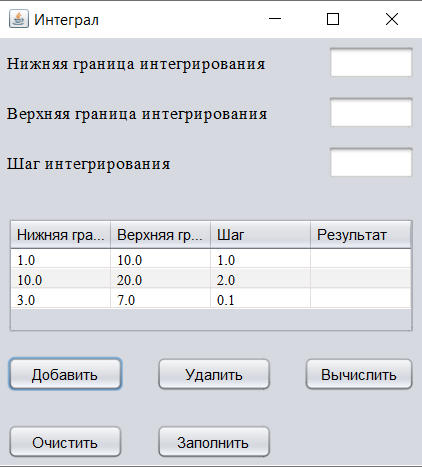 Интеграл
Нижняя граница интегрирования
Верхняя граница интегрирования
Шаг интегрирования
Нижняя гра... Верхняя гр... Шаг Результат
1.0 10.0 1.0
10.0 20.0 2.0
3.0 7.0 0.1
Добавить Удалить Вычислить
Очистить Заполнить